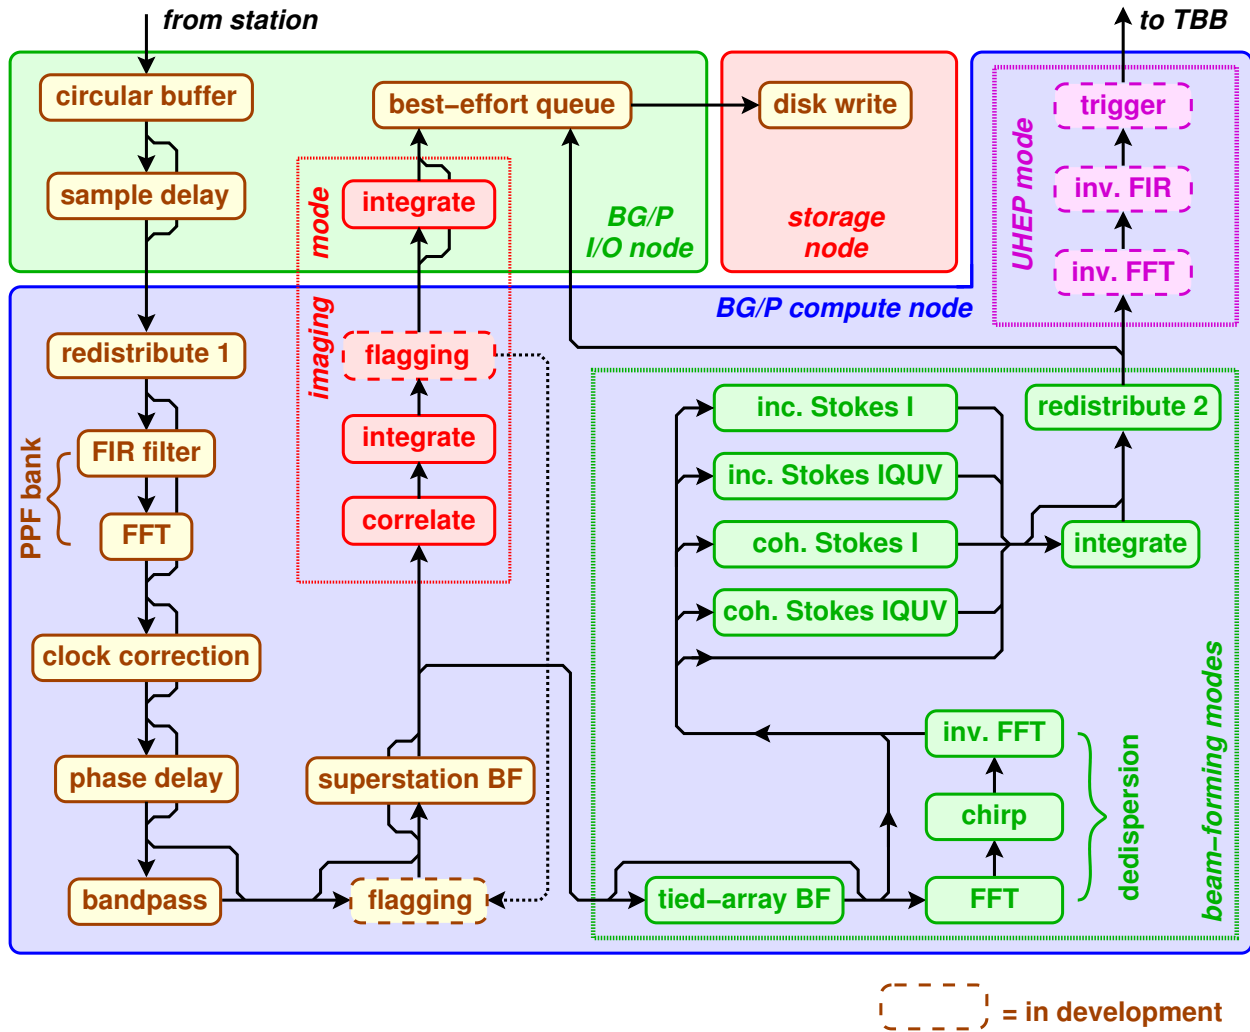 from station
to TBB
circular buffer
best-effort queue
disk write
trigger
sample delay
integrate
inv. FIR
inv. FFT
UHEP mode
BG/P
I/O node
storage
node
BG/P compute node
imaging mode
redistribute 1
flagging
integrate
correlate
FIR filter
FFT
PPF bank
clock correction
phase delay
bandpass
superstation BF
flagging
inc. Stokes I
inc. Stokes IQUV
coh. Stokes I
coh. Stokes IQUV
redistribute 2
integrate
inv. FFT
chirp
FFT
tied-array BF
dedispersion
beam-forming modes
= in development